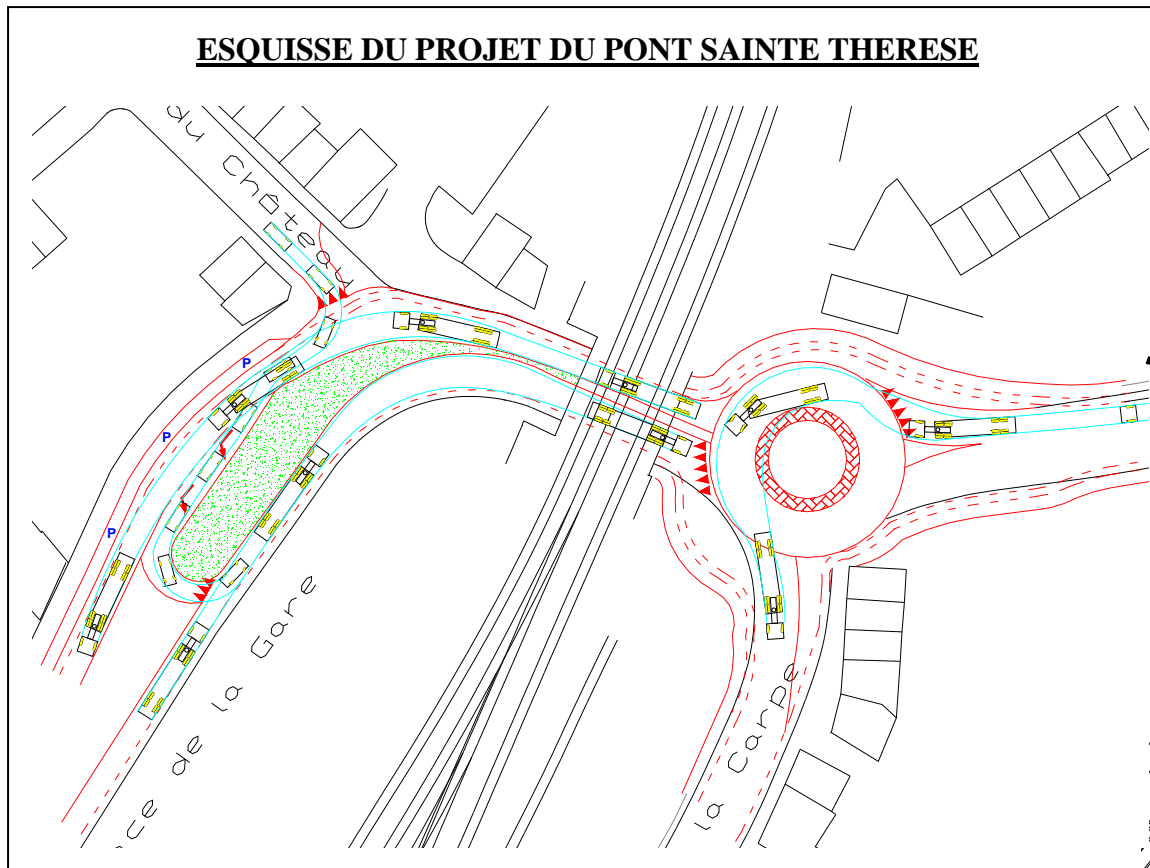 ESQUISSE DU PROJET DU PONT SAINTE THERESE
du Château
P
P
P
ce de la Gare
la Carpe